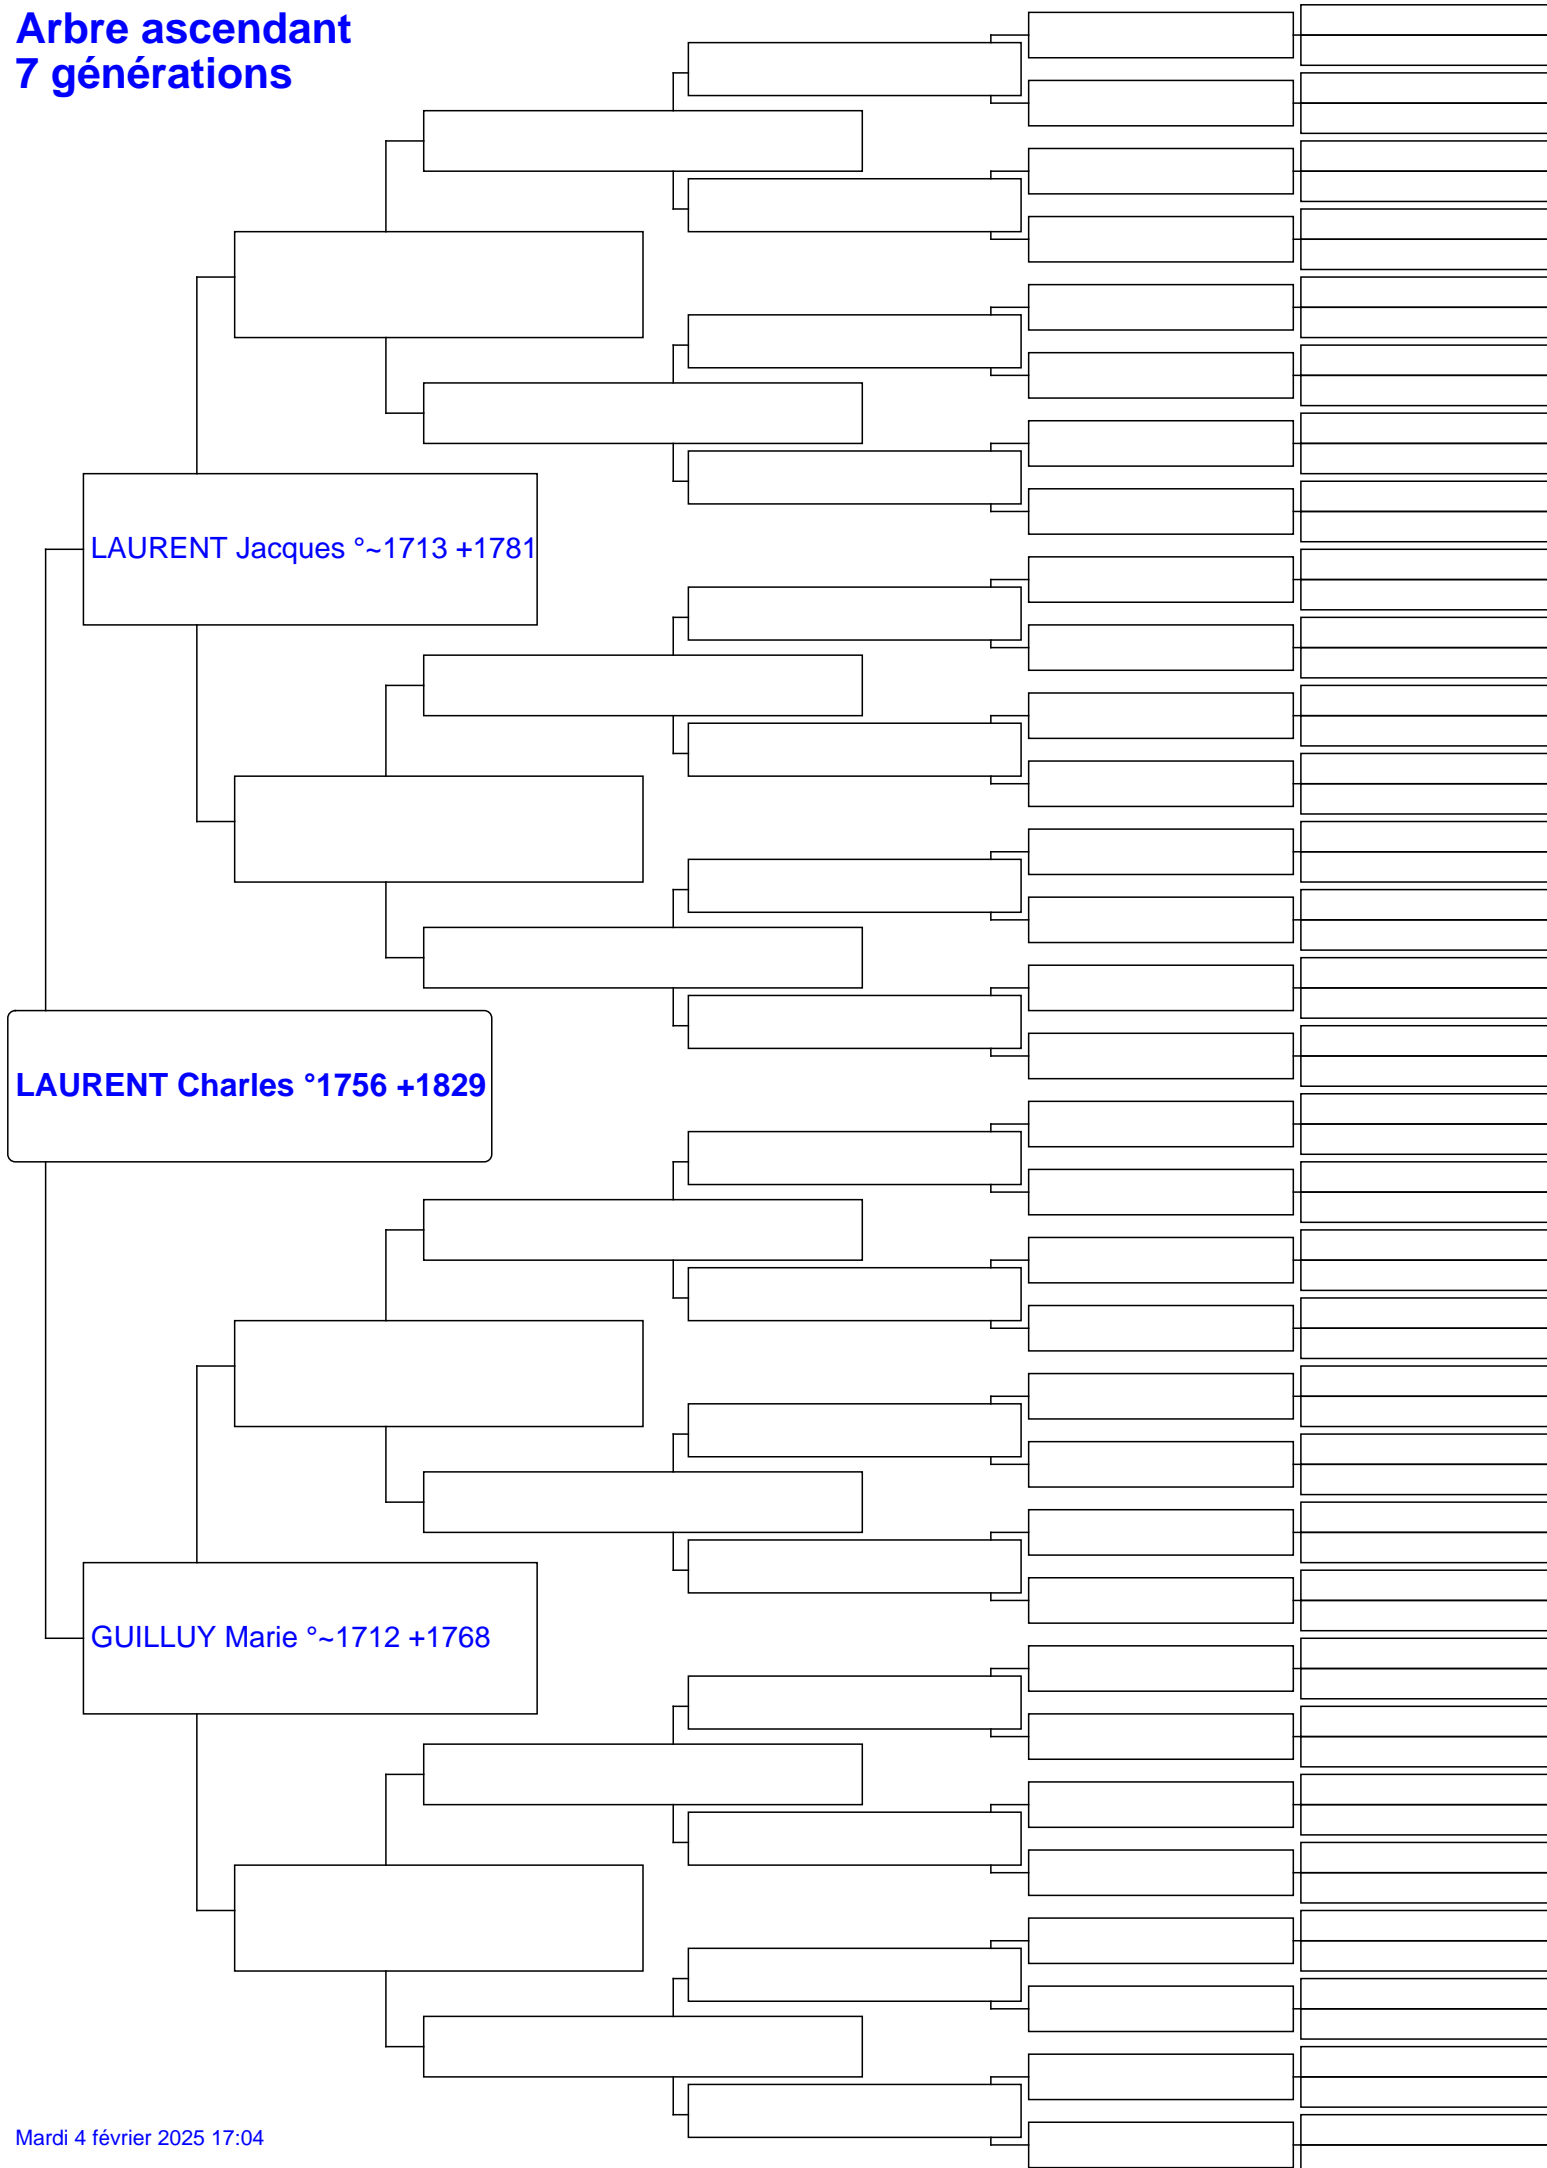 Arbre ascendant
7 générations
LAURENT Jacques °~1713 +1781
LAURENT Charles °1756 +1829
GUILLUY Marie °~1712 +1768
Mardi 4 février 2025 17:04